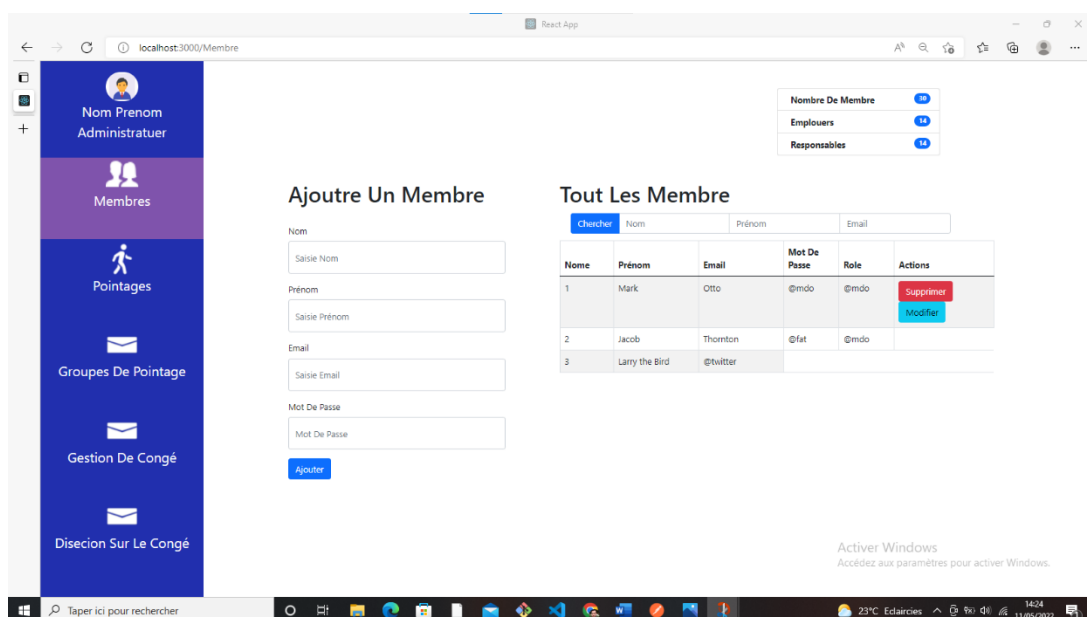 React App
localhost:3000/Membre
Nom Prenom
Administratuer
Membres
Pointages
Groupes De Pointage
Gestion De Congé
Disecion Sur Le Congé
Nombre De Membre 30
Emplouers 14
Responsables 14
Ajoutre Un Membre
Nom
Saisie Nom
Prénom
Saisie Prénom
Email
Saisie Email
Mot De Passe
Mot De Passe
Ajouter
Tout Les Membre
Chercher Nom Prénom Email
Nome Prénom Email Mot De Passe Role Actions
1 Mark Otto @mdo @mdo Supprimer
Modifier
2 Jacob Thornton @fat @mdo
3 Larry the Bird @twitter
Activer Windows
Accédez aux paramètres pour activer Windows.
Taper ici pour rechercher
23°C Eclaircies
14:24
11/05/2022